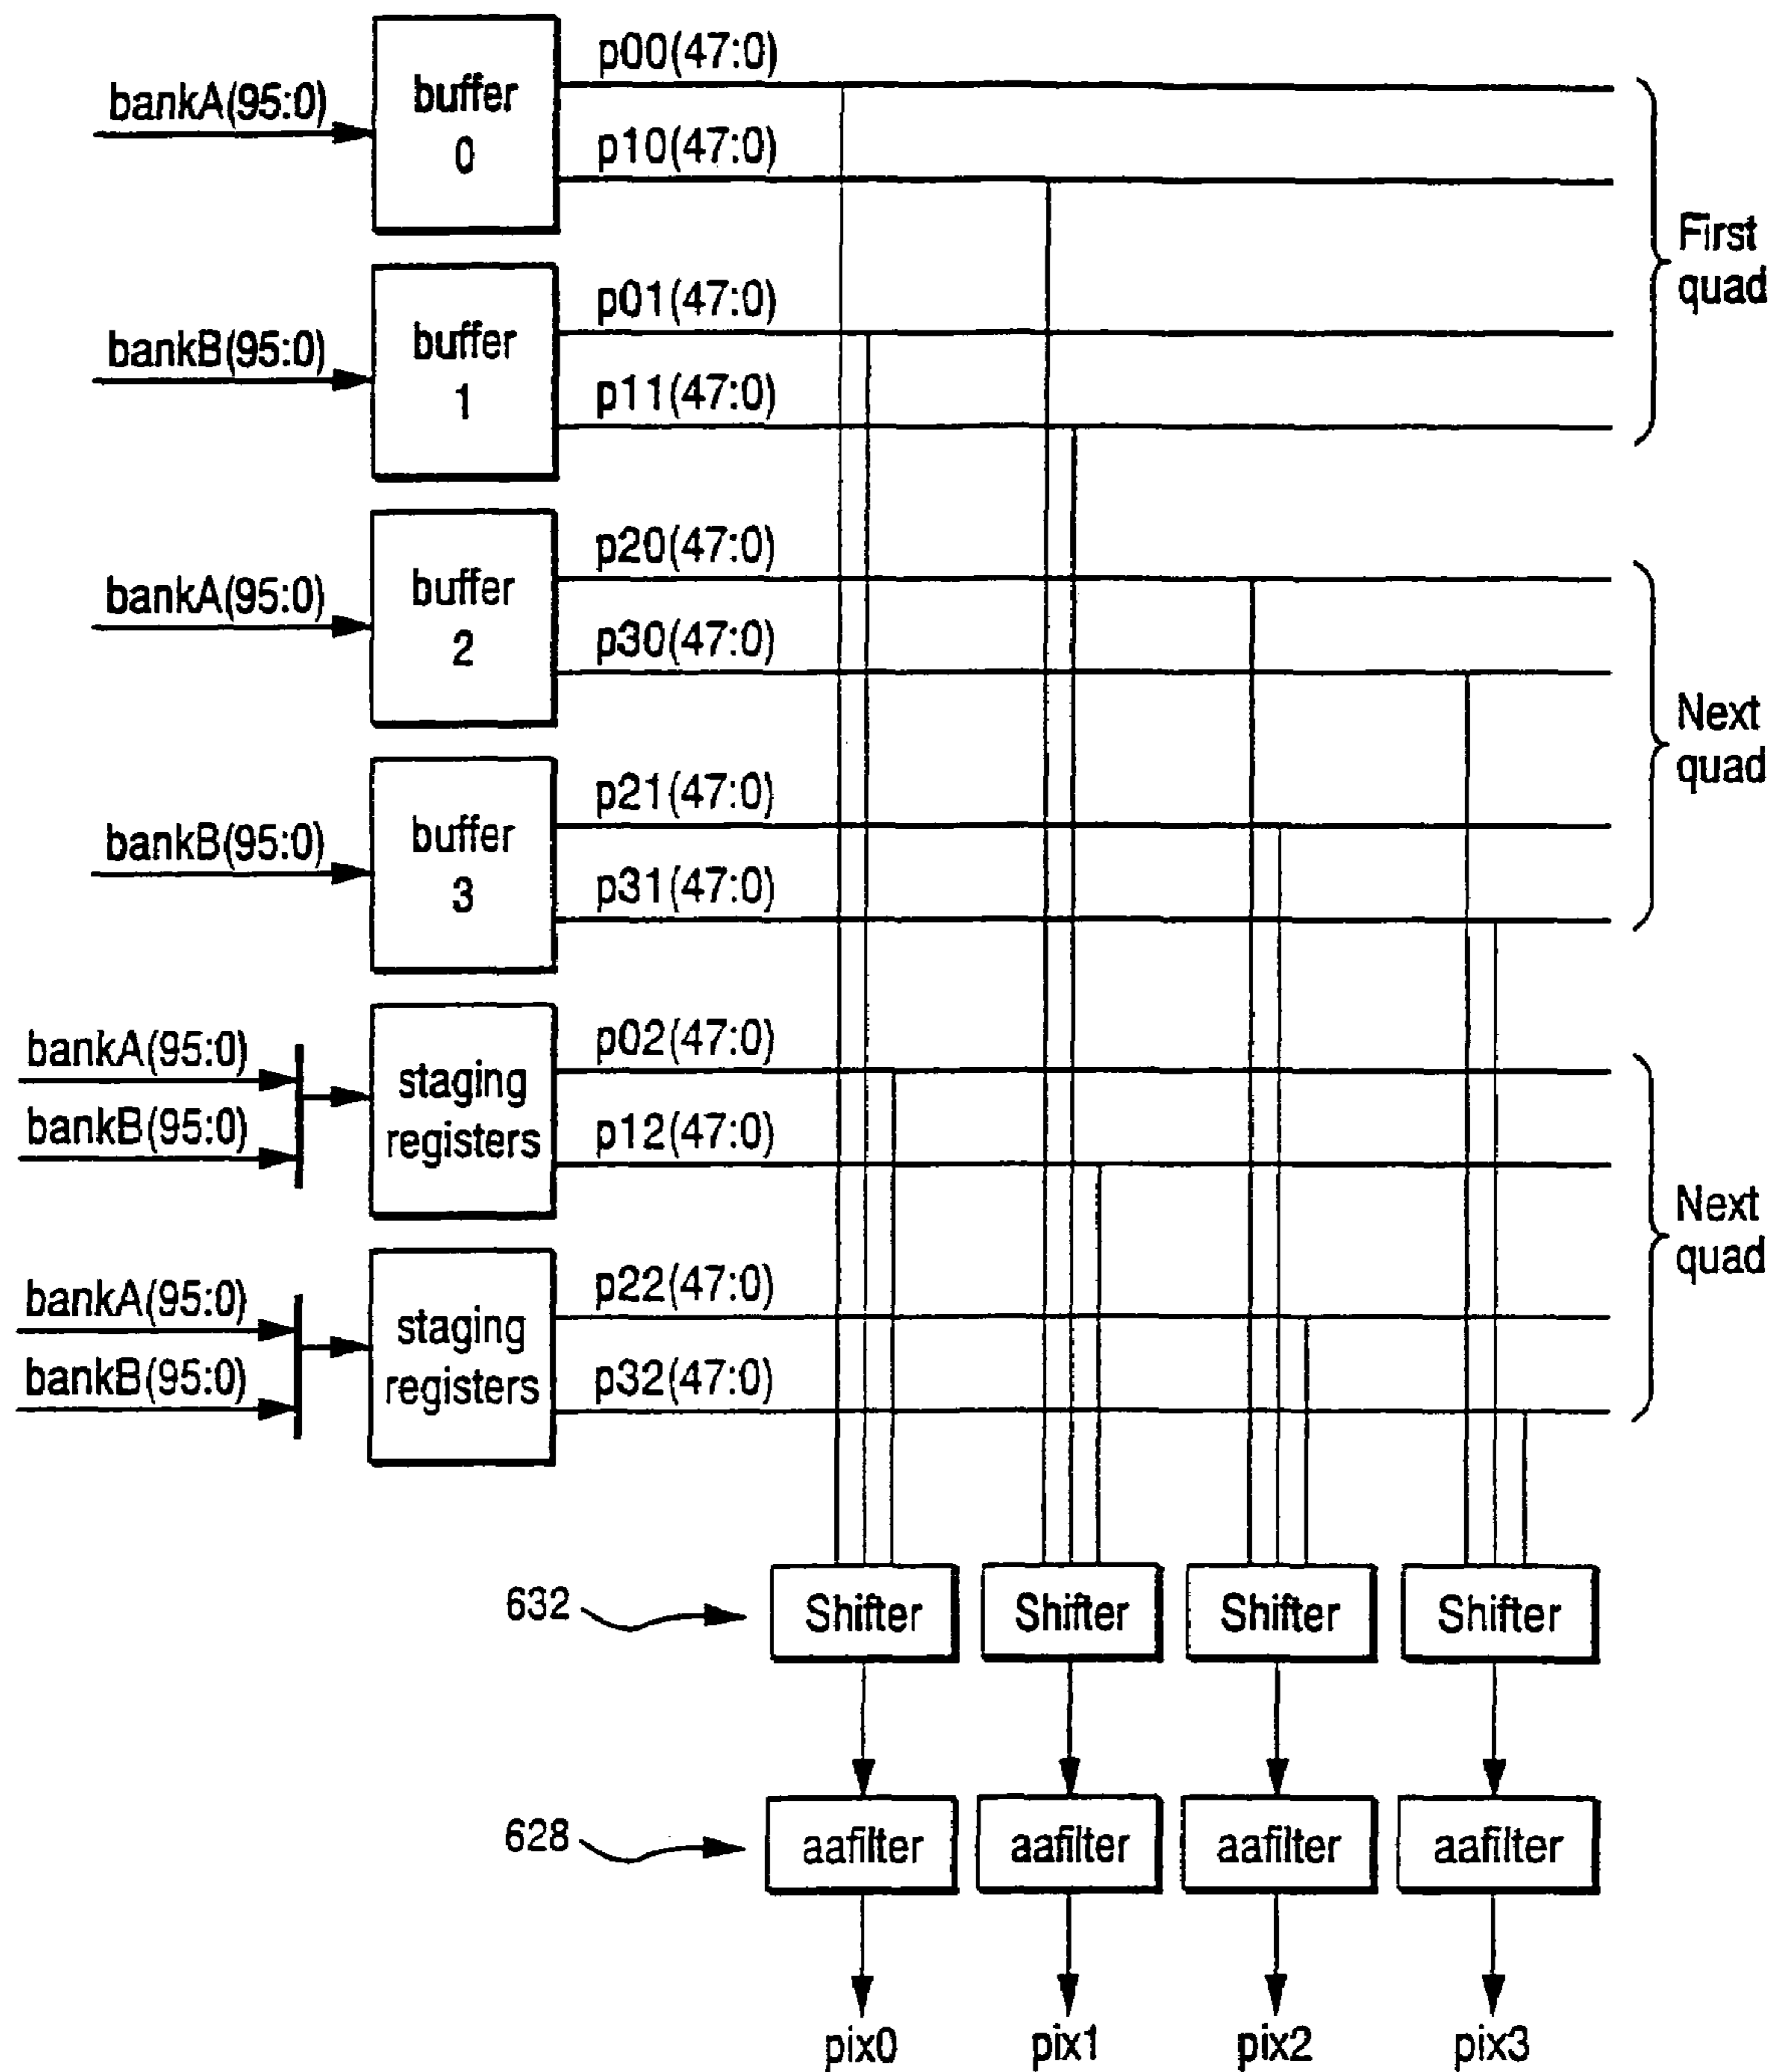 bankA(95:0)
buffer
0
p00(47:0)
p10(47:0)
bankB(95:0)
buffer
1
p01(47:0)
p11(47:0)
First
quad
bankA(95:0)
buffer
2
p20(47:0)
p30(47:0)
bankB(95:0)
buffer
3
p21(47:0)
p31(47:0)
Next
quad
bankA(95:0)
bankB(95:0)
staging
registers
p02(47:0)
p12(47:0)
bankA(95:0)
bankB(95:0)
staging
registers
p22(47:0)
p32(47:0)
Next
quad
632
Shifter
Shifter
Shifter
Shifter
628
aafilter
aafilter
aafilter
aafilter
pix0
pix1
pix2
pix3